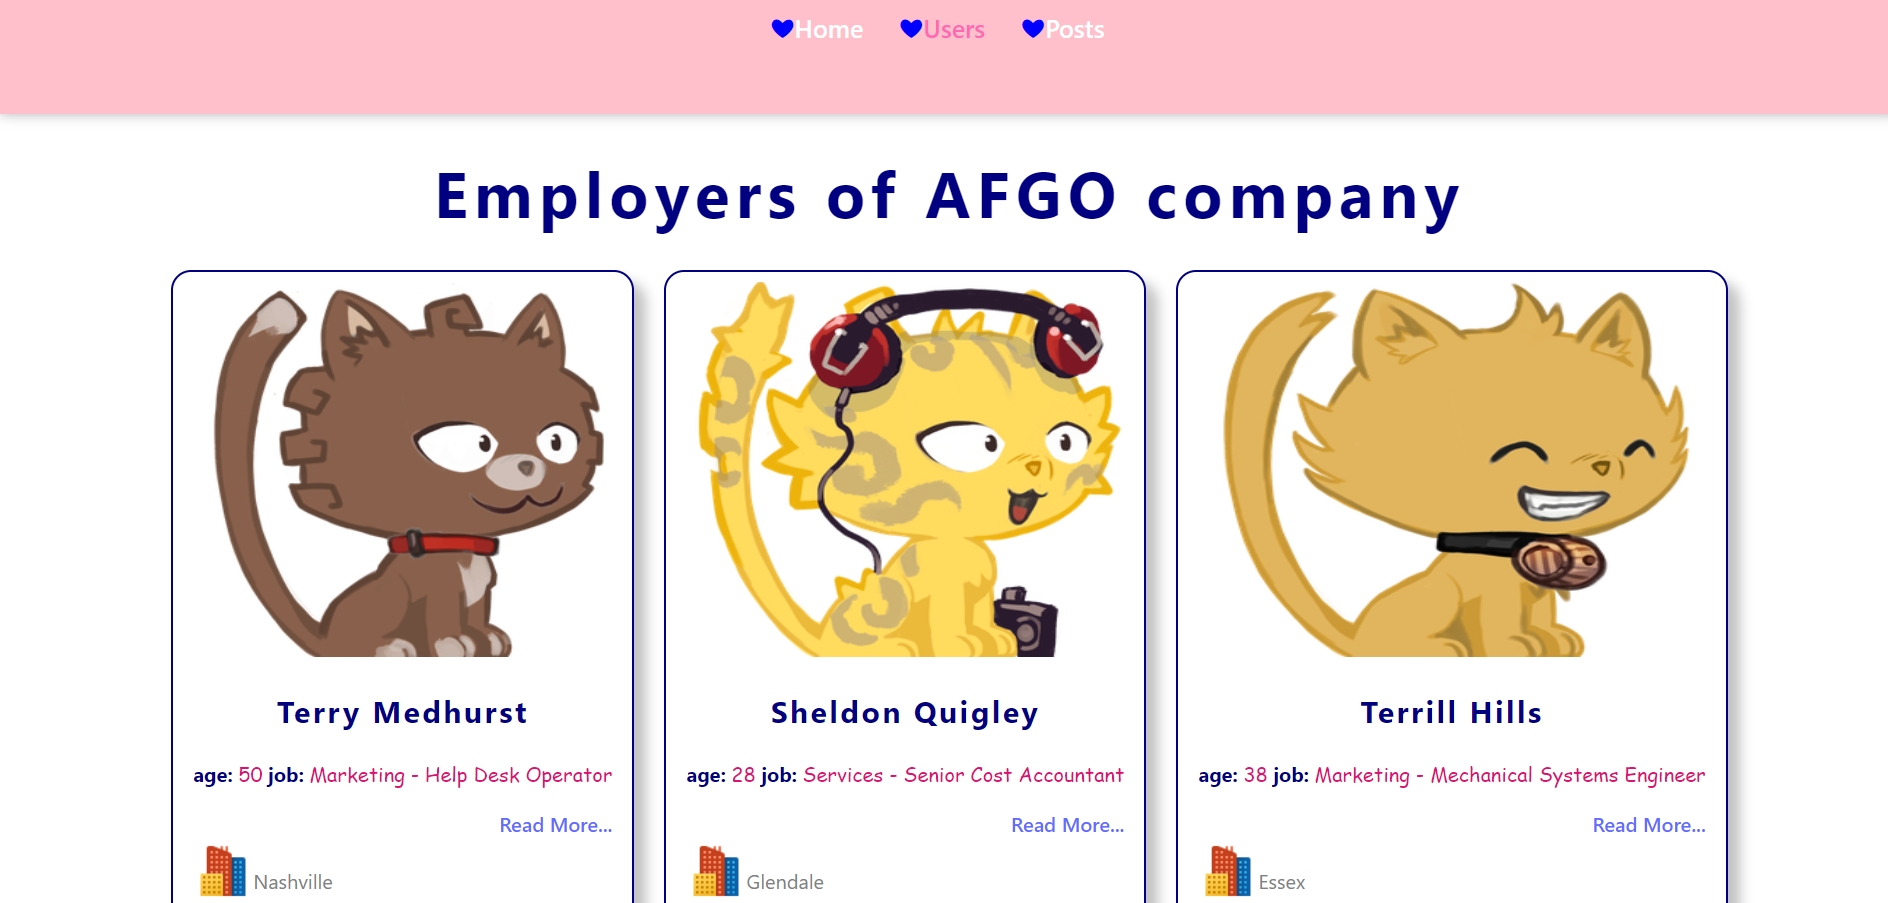 Home Users Posts
Employers of AFGO company
Terry Medhurst
age: 50 job: Marketing - Help Desk Operator
Read More...
Nashville
Sheldon Quigley
age: 28 job: Services - Senior Cost Accountant
Read More...
Glendale
Terrill Hills
age: 38 job: Marketing - Mechanical Systems Engineer
Read More...
Essex